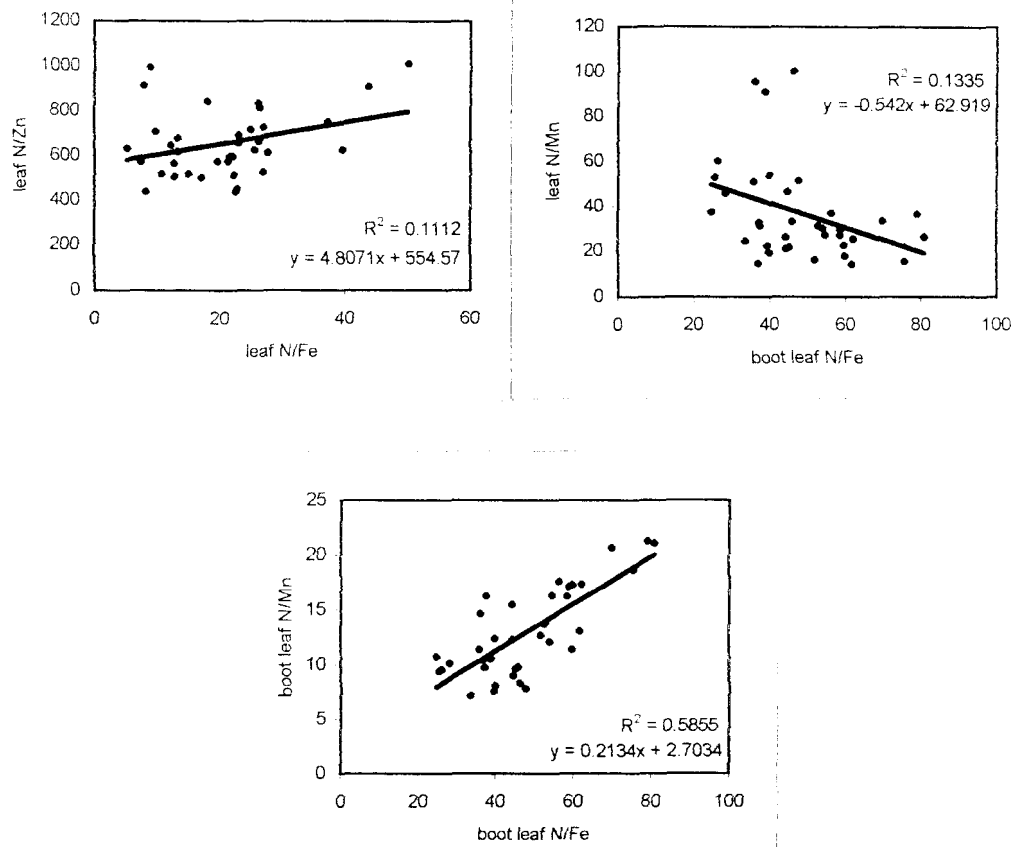 1200
1000
800
600
400
200
0
leaf N/Zn
R² = 0.1112
y = 4.8071x + 554.57
0 20 40 60
leaf N/Fe
120
100
80
60
40
20
0
leaf N/Mn
R² = 0.1335
y = -0.542x + 62.919
0 20 40 60 80 100
boot leaf N/Fe
25
20
15
10
5
0
boot leaf N/Mn
R² = 0.5855
y = 0.2134x + 2.7034
0 20 40 60 80 100
boot leaf N/Fe